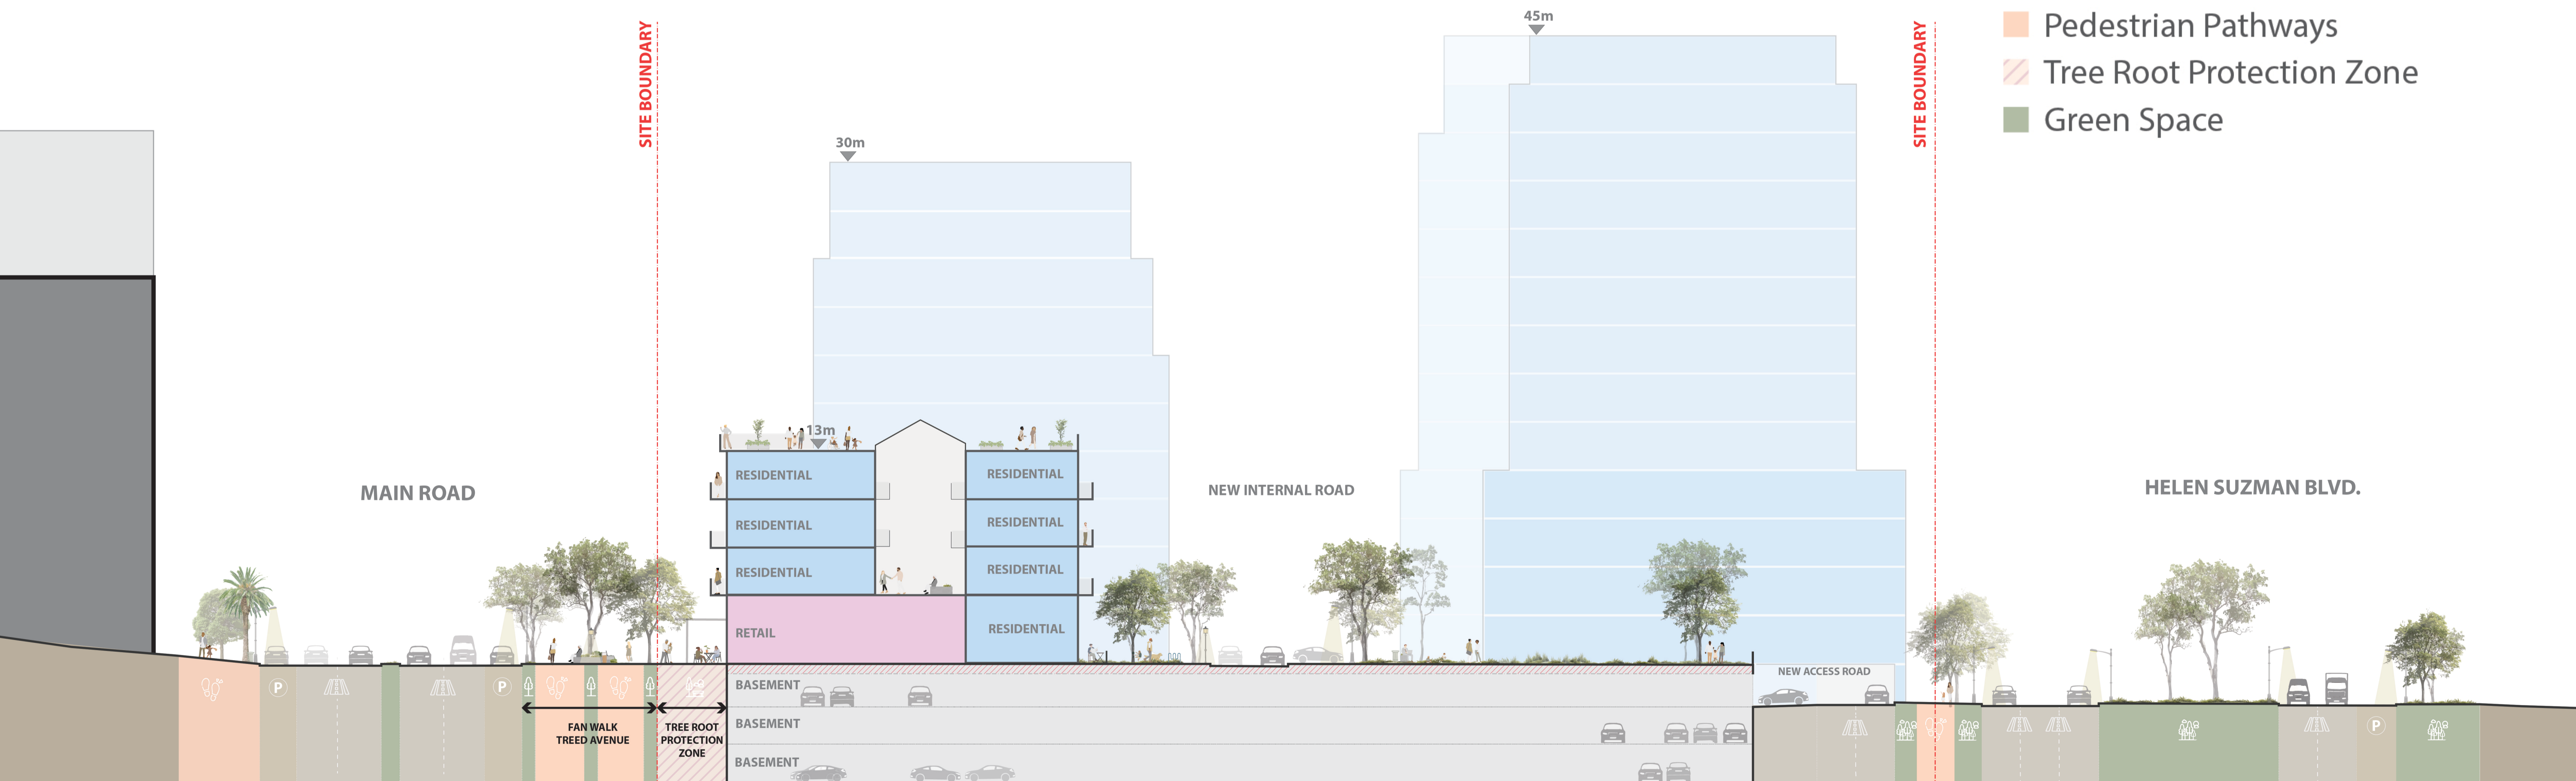 SITE BOUNDARY
45m
SITE BOUNDARY
Pedestrian Pathways
Tree Root Protection Zone
Green Space
30m
13m
RESIDENTIAL
RESIDENTIAL
MAIN ROAD
NEW INTERNAL ROAD
HELEN SUZMAN BLVD.
RESIDENTIAL
RESIDENTIAL
RESIDENTIAL
RESIDENTIAL
RETAIL
RESIDENTIAL
NEW ACCESS ROAD
P
P
BASEMENT
FAN WALK
TREED AVENUE
TREE ROOT
PROTECTION
ZONE
BASEMENT
P
BASEMENT